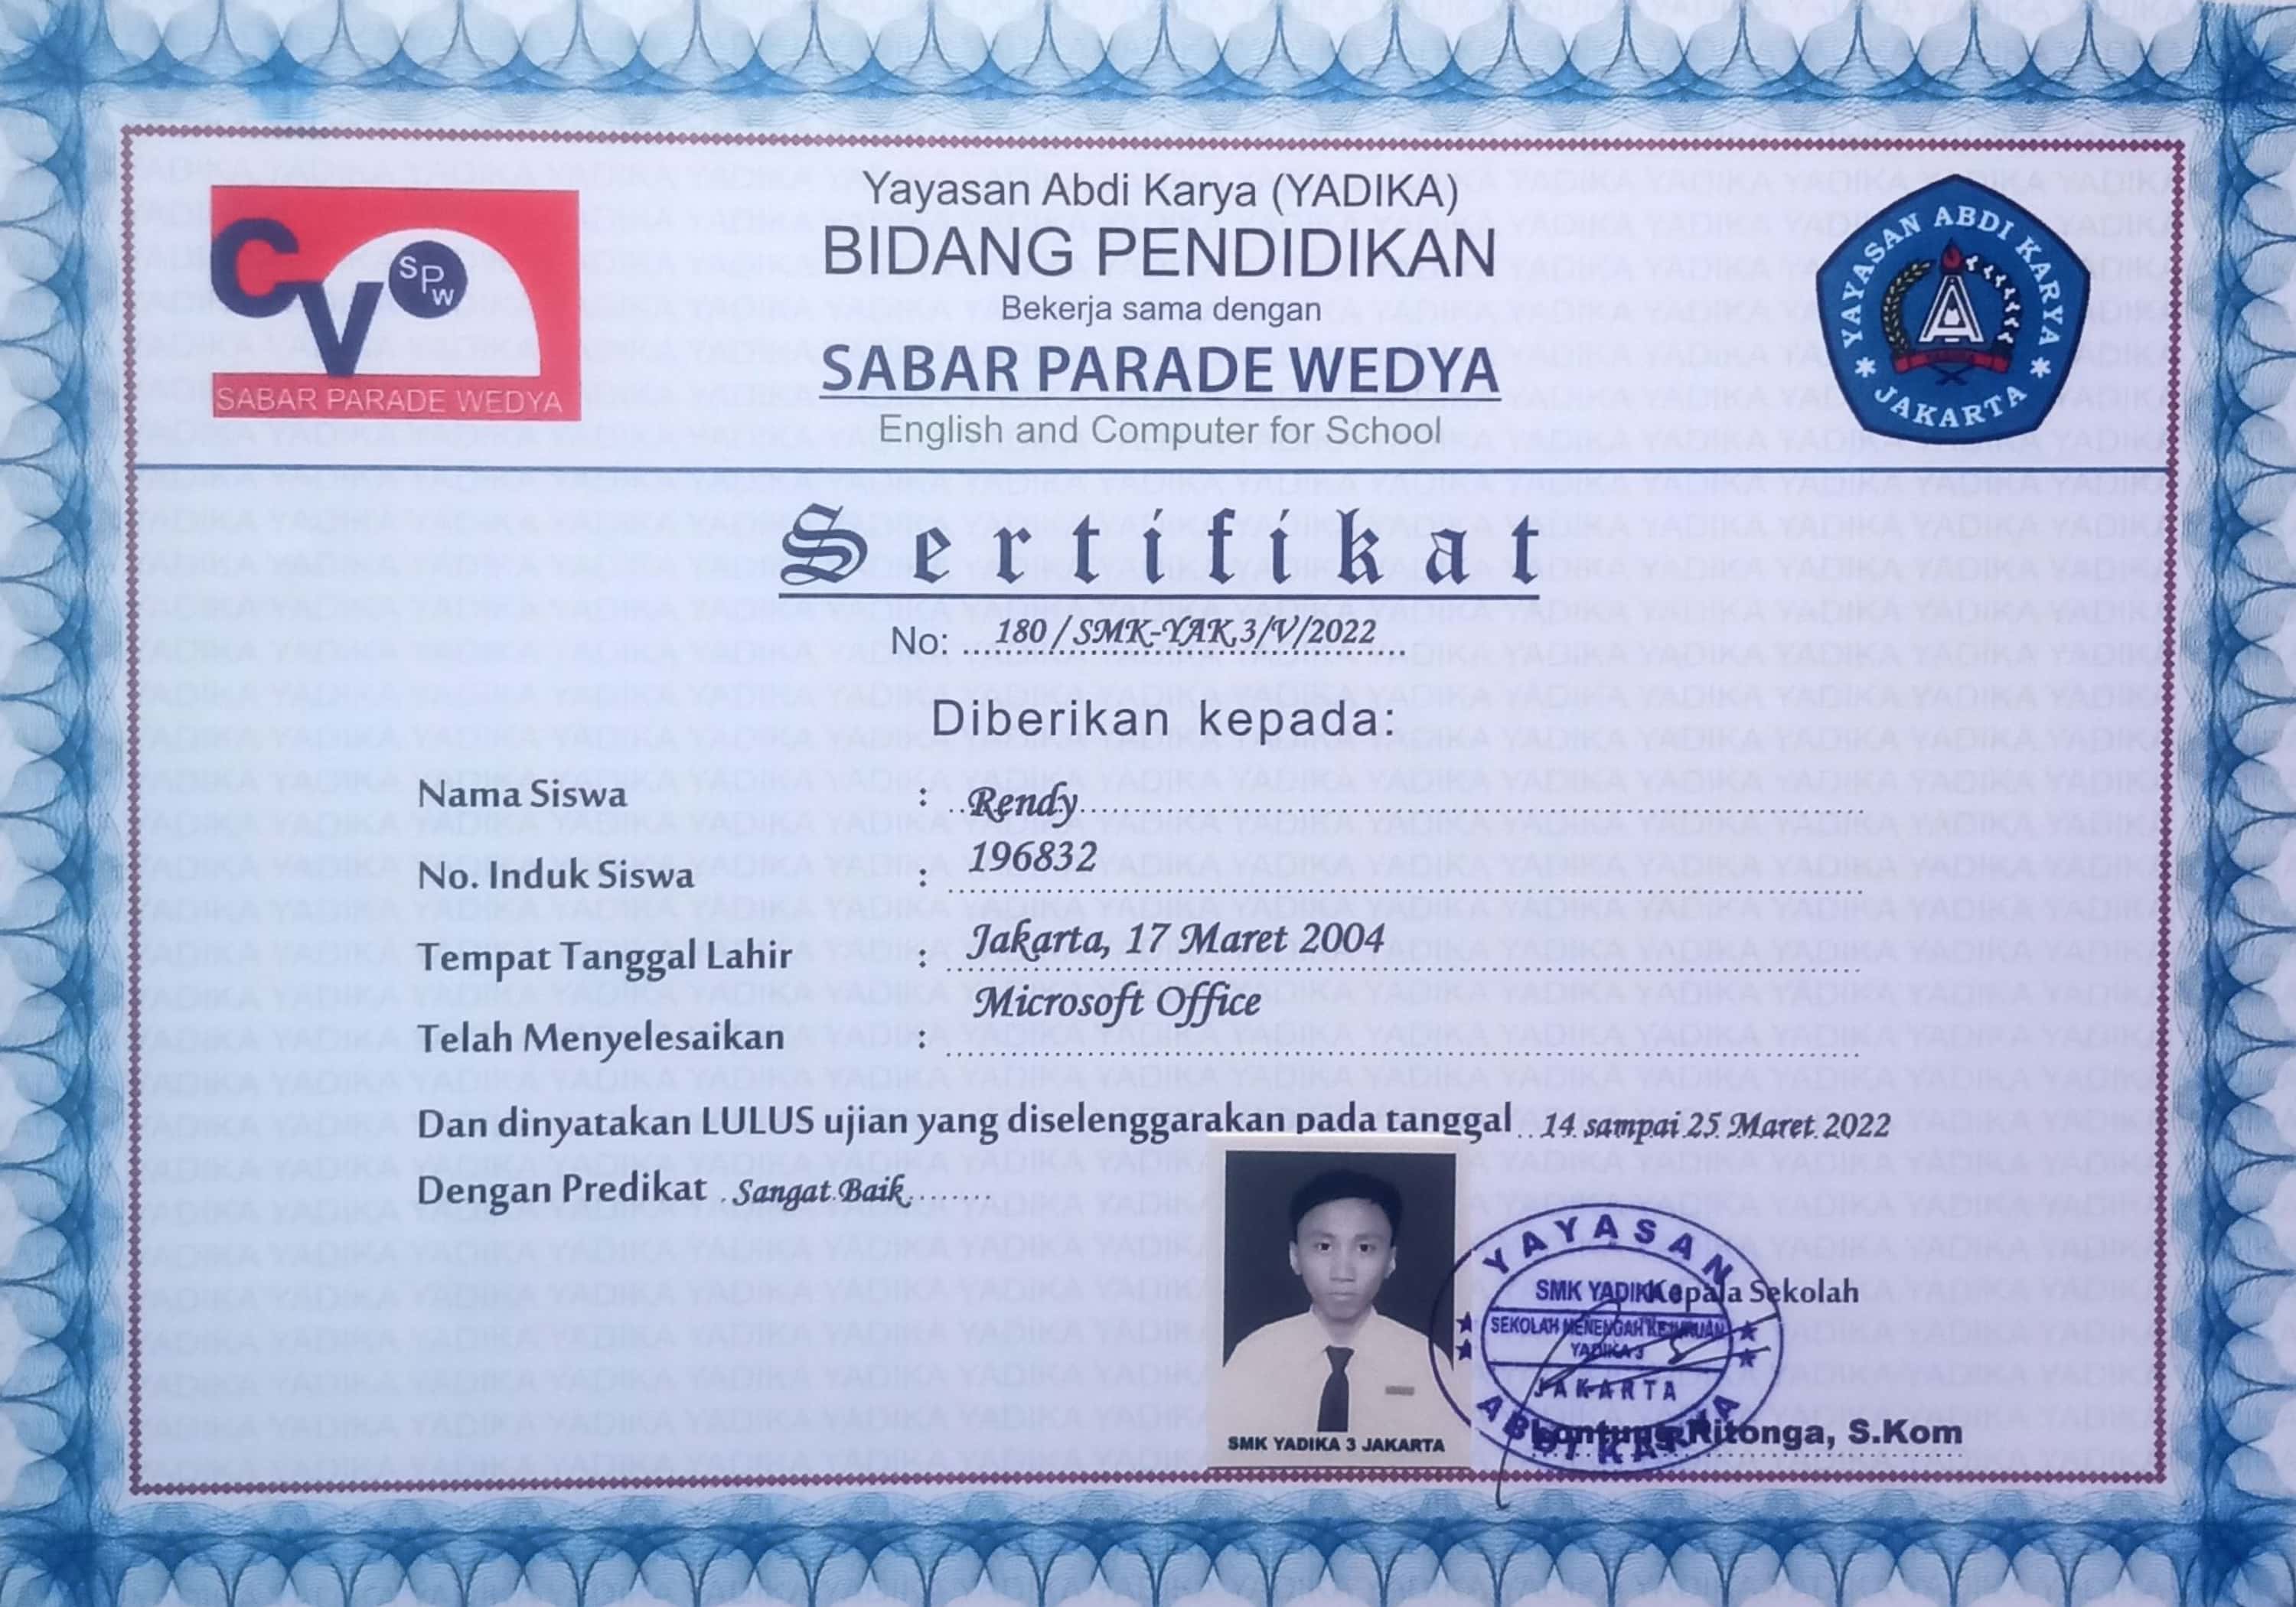 CV SPW
SABAR PARADE WEDYA
Yayasan Abdi Karya (YADIKA)
BIDANG PENDIDIKAN
Bekerja sama dengan
SABAR PARADE WEDYA
English and Computer for School
YAYASAN ABDI KARYA
JAKARTA
Sertifikat
No: 180 / SMK-YAK.3/V/2022
Diberikan kepada:
Nama Siswa : Rendy
No. Induk Siswa : 196832
Tempat Tanggal Lahir : Jakarta, 17 Maret 2004
Telah Menyelesaikan : Microsoft Office
Dan dinyatakan LULUS ujian yang diselenggarakan pada tanggal 14 sampai 25 Maret 2022
Dengan Predikat Sangat Baik
SMK YADIKA 3 JAKARTA
YAYASAN
SMK YADIKA
Kepala Sekolah
SEKOLAH MENENGAH KEJURUAN
YADIKA 3
JAKARTA
ABDI KARYA
Ritonga, S.Kom